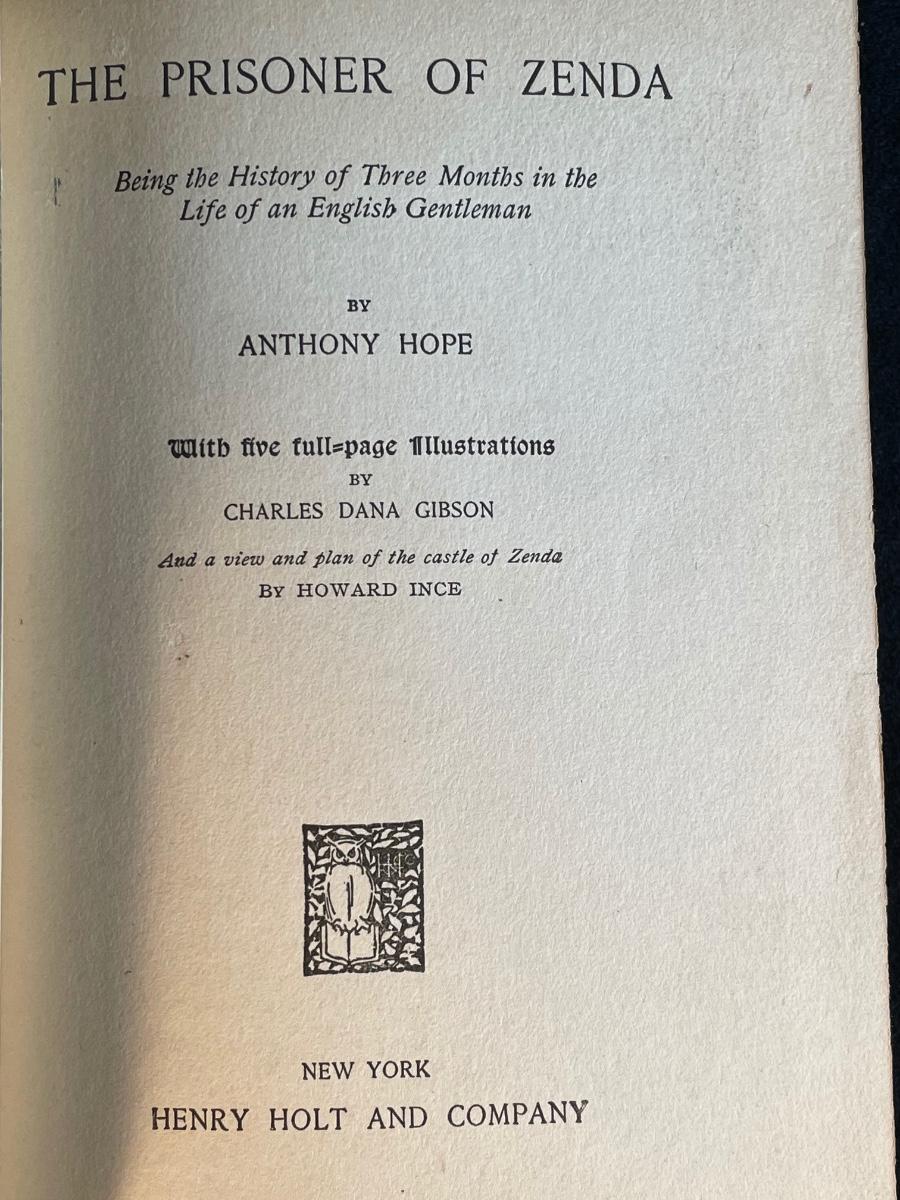 THE PRISONER OF ZENDA
Being the History of Three Months in the
Life of an English Gentleman
BY
ANTHONY HOPE
With five full=page Illustrations
BY
CHARLES DANA GIBSON
And a view and plan of the castle of Zenda
BY HOWARD INCE
NEW YORK
HENRY HOLT AND COMPANY